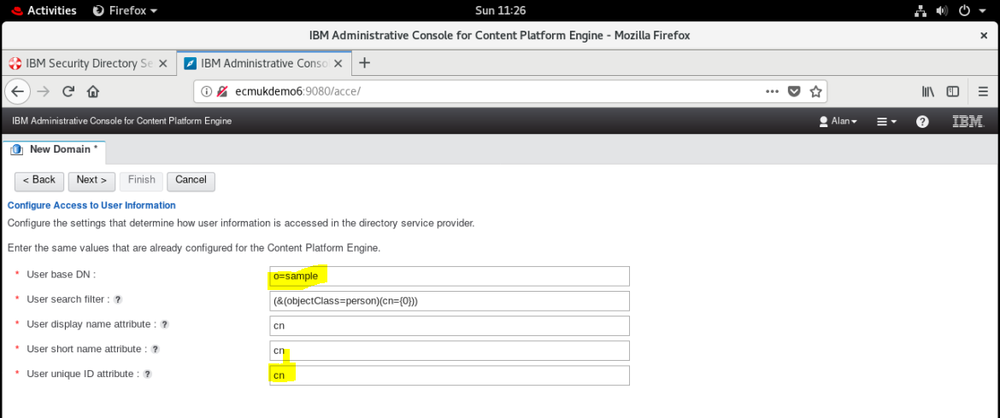 Activities Firefox Sun 11:26
IBM Administrative Console for Content Platform Engine - Mozilla Firefox
IBM Security Directory Se IBM Administrative Conso
ecmukdemo6:9080/acce/
IBM Administrative Console for Content Platform Engine Alan ? IBM
New Domain *
< Back Next > Finish Cancel
Configure Access to User Information
Configure the settings that determine how user information is accessed in the directory service provider.
Enter the same values that are already configured for the Content Platform Engine.
* User base DN : o=sample
* User search filter : ? (&(objectClass=person)(cn={0}))
* User display name attribute : ? cn
* User short name attribute : ? cn
* User unique ID attribute : ? cn